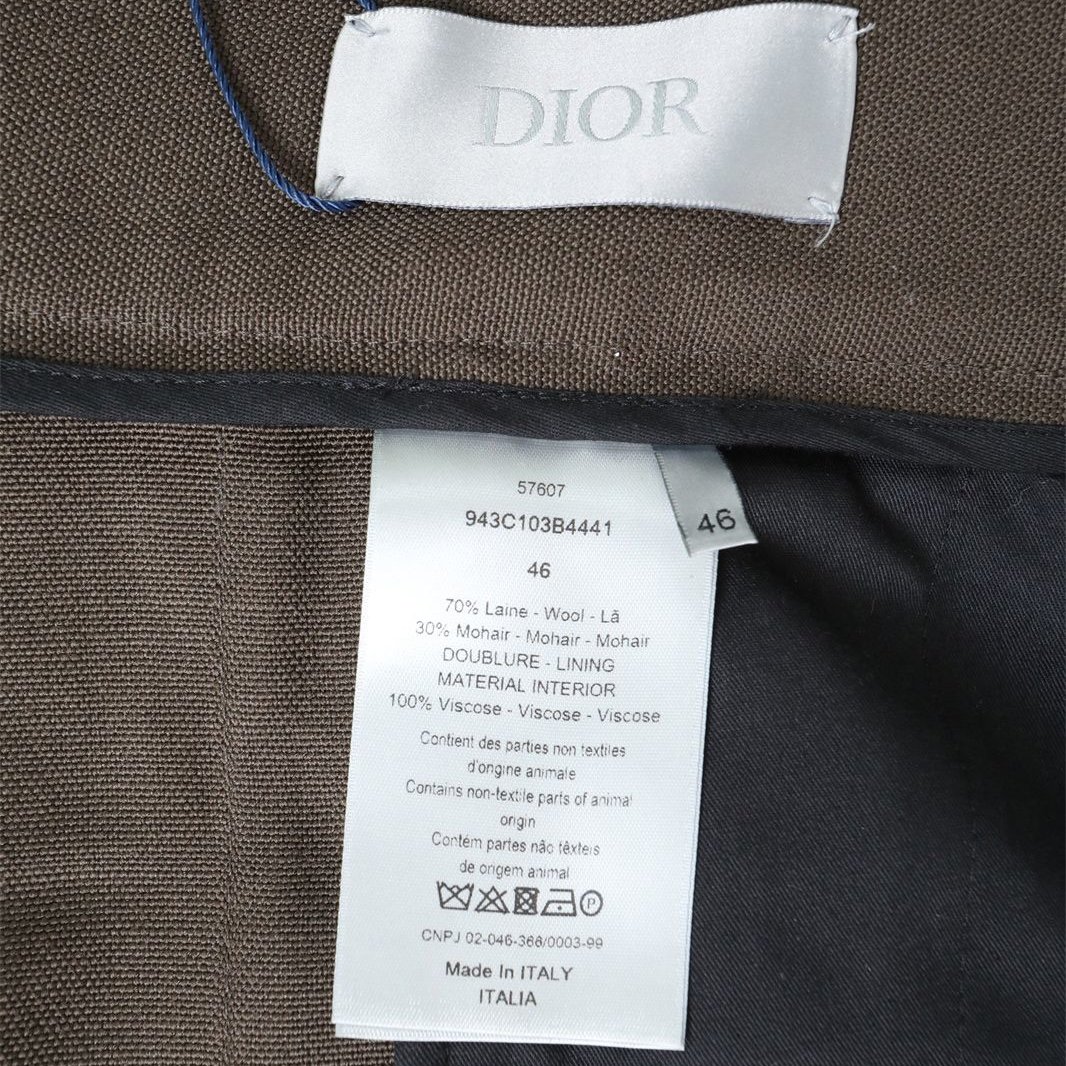 DIOR
57607
943C103B4441
46
46
70% Laine - Wool - Lã
30% Mohair - Mohair - Mohair
DOUBLURE - LINING
MATERIAL INTERIOR
100% Viscose - Viscose - Viscose
Contient des parties non textiles
d'origine animale
Contains non-textile parts of animal
origin
Contém partes não têxteis
de origem animal
P
CNPJ 02-046-366/0003-99
Made In ITALY
ITALIA